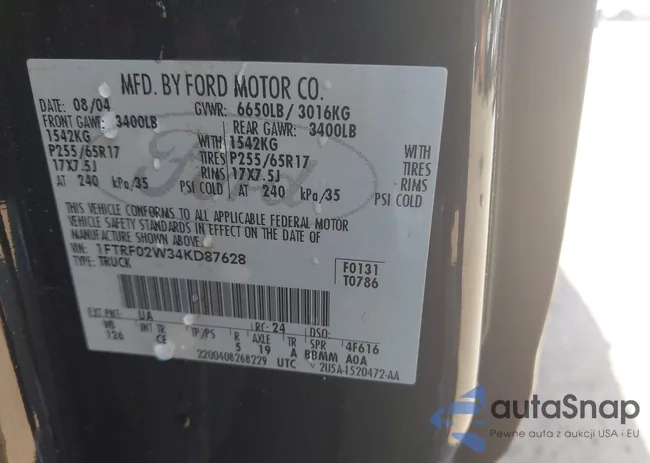 MFD. BY FORD MOTOR CO.
DATE: 08/04 GVWR: 6650LB/ 3016KG
FRONT GAWR: 3400LB REAR GAWR: 3400LB
1542KG WITH 1542KG WITH
P255/65R17 TIRES P255/65R17 TIRES
17X7.5J RIMS 17X7.5J RIMS
AT 240 kPa/35 PSI COLD AT 240 kPa/35 PSI COLD
THIS VEHICLE CONFORMS TO ALL APPLICABLE FEDERAL MOTOR
VEHICLE SAFETY STANDARDS IN EFFECT ON THE DATE OF
MANUFACTURE SHOWN ABOVE.
VIN: 1FTRF02W34KD87628
TYPE: TRUCK
F0131
T0786
EXT PNT: UA RC: 24 DSO:
WB INT TR TP/PS R AXLE TR SPR 4F616
126 CE 5 19 A BBMM A0A
2200408268229 UTC ▽ 2U5A-1520472-AA
Ford
autaSnap
Pewne auta z aukcji USA i EU